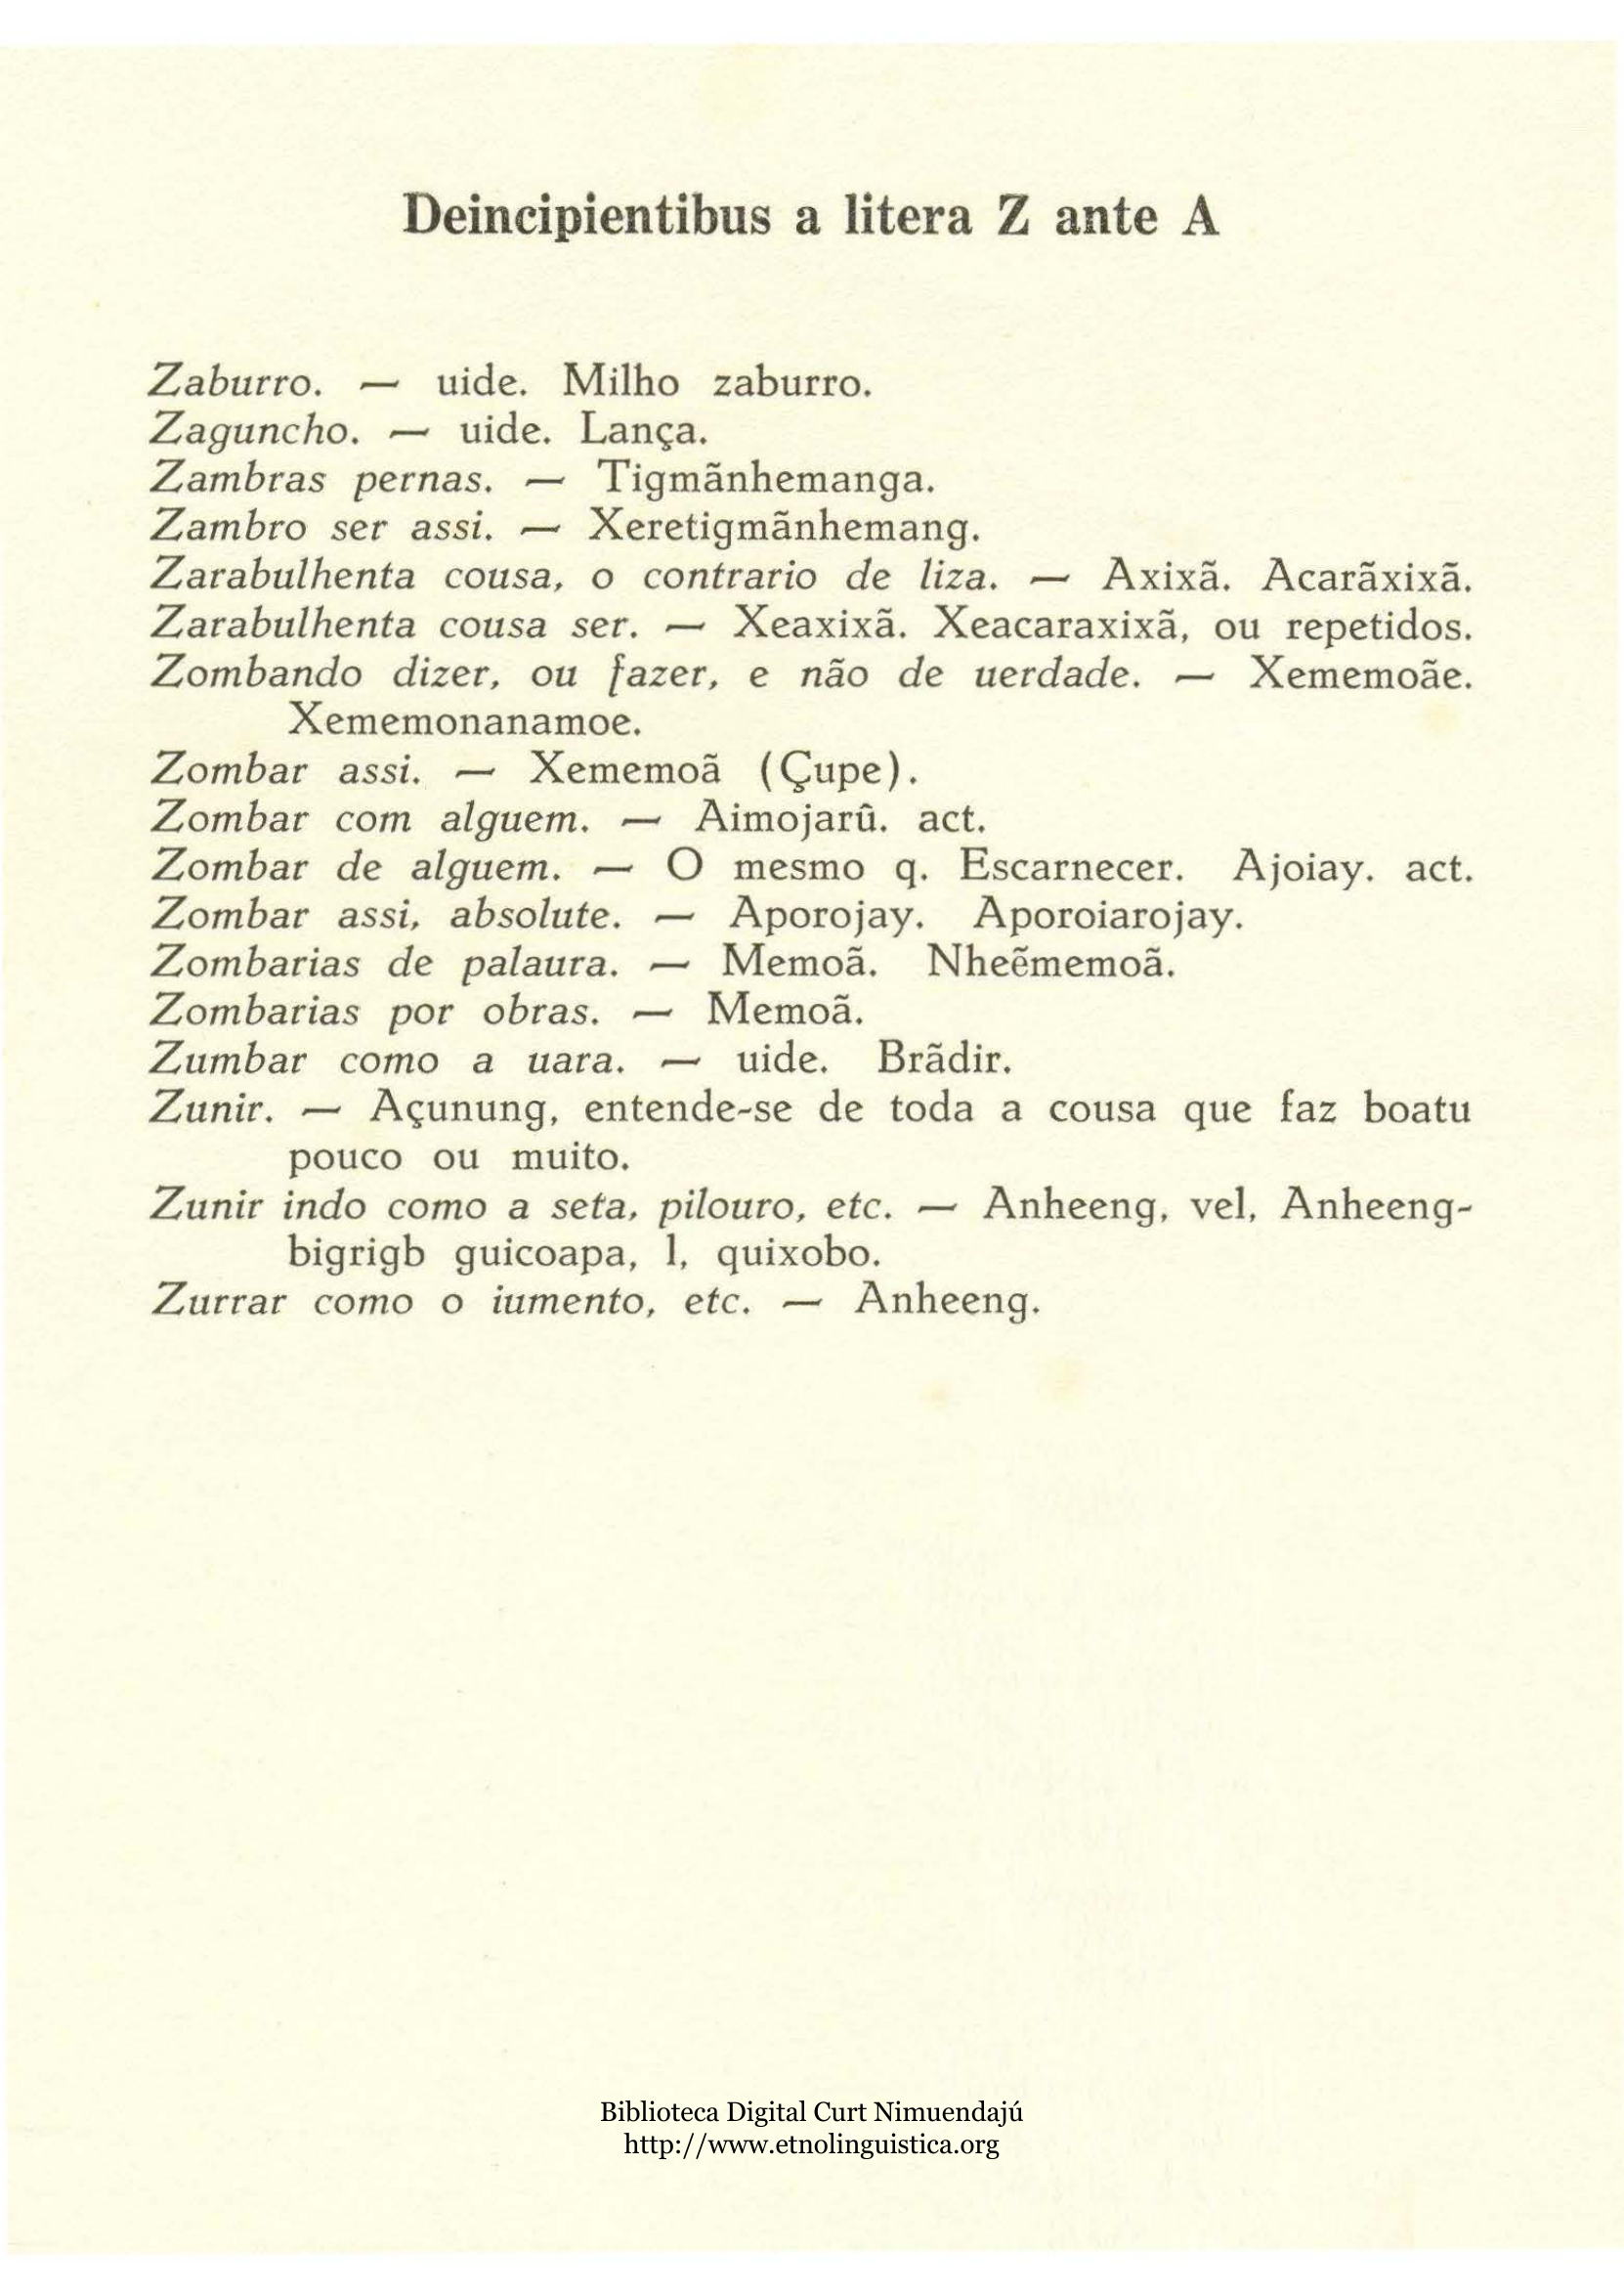 Deincipientibus a litera Z ante A
Zaburro. — uide. Milho zaburro.
Zaguncho. — uide. Lança.
Zambras pernas. — Tigmãnhemanga.
Zambro ser assi. — Xeretigmãnhemang.
Zarabulhenta cousa, o contrario de liza. — Axixã. Acarãxixã.
Zarabulhenta cousa ser. — Xeaxixã. Xeacaraxixã, ou repetidos.
Zombando dizer, ou fazer, e não de uerdade. — Xememoãe.
Xememonanamoe.
Zombar assi. — Xememoã (Çupe).
Zombar com alguem. — Aimojarû. act.
Zombar de alguem. — O mesmo q. Escarnecer. Ajoiay. act.
Zombar assi, absolute. — Aporojay. Aporoiarojay.
Zombarias de palaura. — Memoã. Nheẽmemoã.
Zombarias por obras. — Memoã.
Zumbar como a uara. — uide. Brãdir.
Zunir. — Açunung, entende-se de toda a cousa que faz boatu
pouco ou muito.
Zunir indo como a seta, pilouro, etc. — Anheeng, vel, Anheeng-
bigrigb guicoapa, l, quixobo.
Zurrar como o iumento, etc. — Anheeng.
Biblioteca Digital Curt Nimuendajú
http://www.etnolinguistica.org